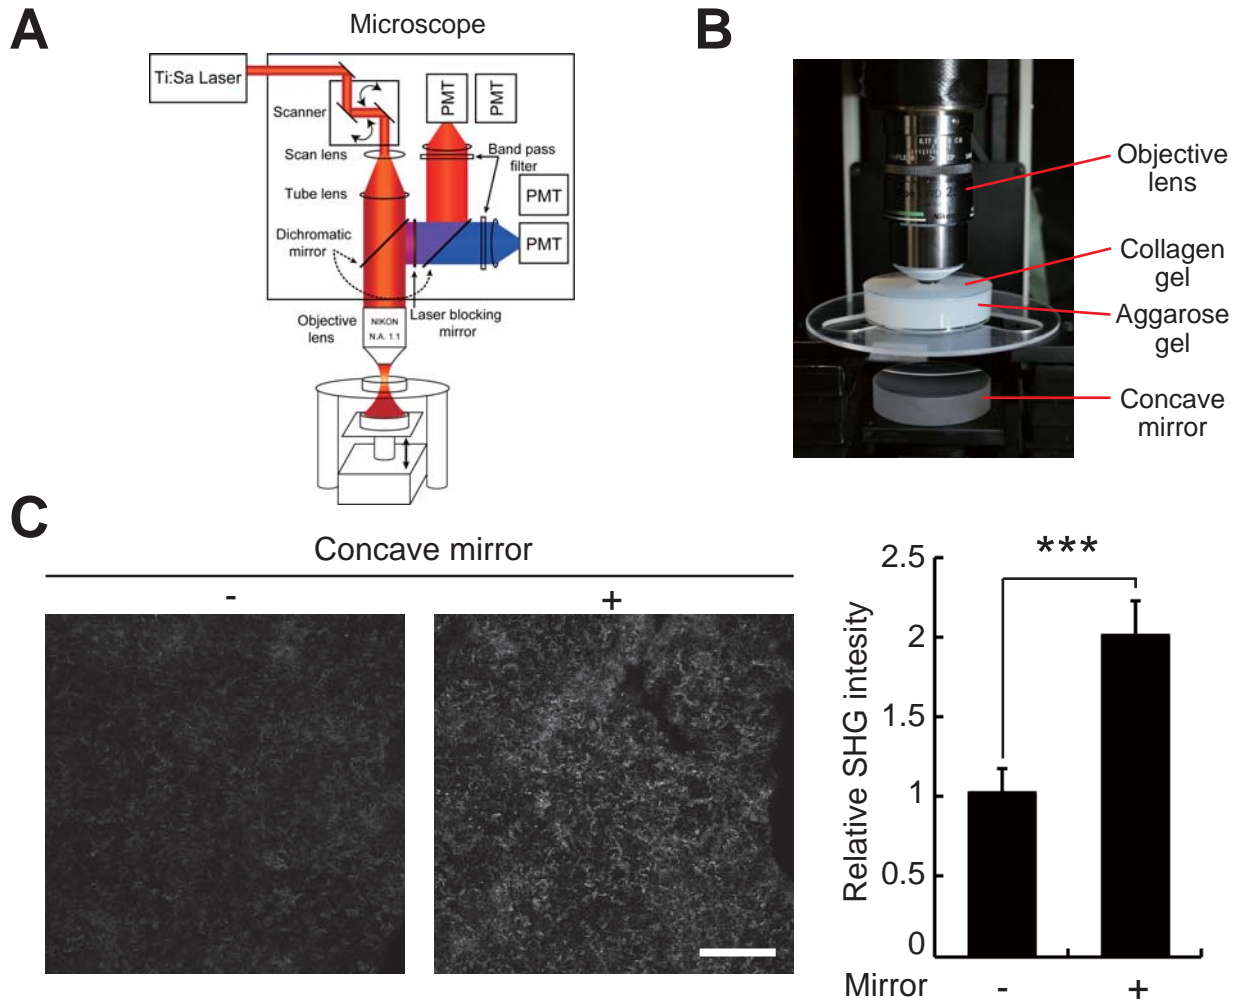 A
Microscope
Ti:Sa Laser
Scanner
PMT
PMT
Scan lens
Band pass
filter
Tube lens
PMT
PMT
Dichromatic
mirror
Objective
lens
NIKON
N.A. 1.1
Laser blocking
mirror
B
Objective
lens
Collagen
gel
Aggarose
gel
Concave
mirror
C
Concave mirror
-
+
***
Relative SHG intesity
2.5
2
1.5
1
0.5
0
Mirror
-
+